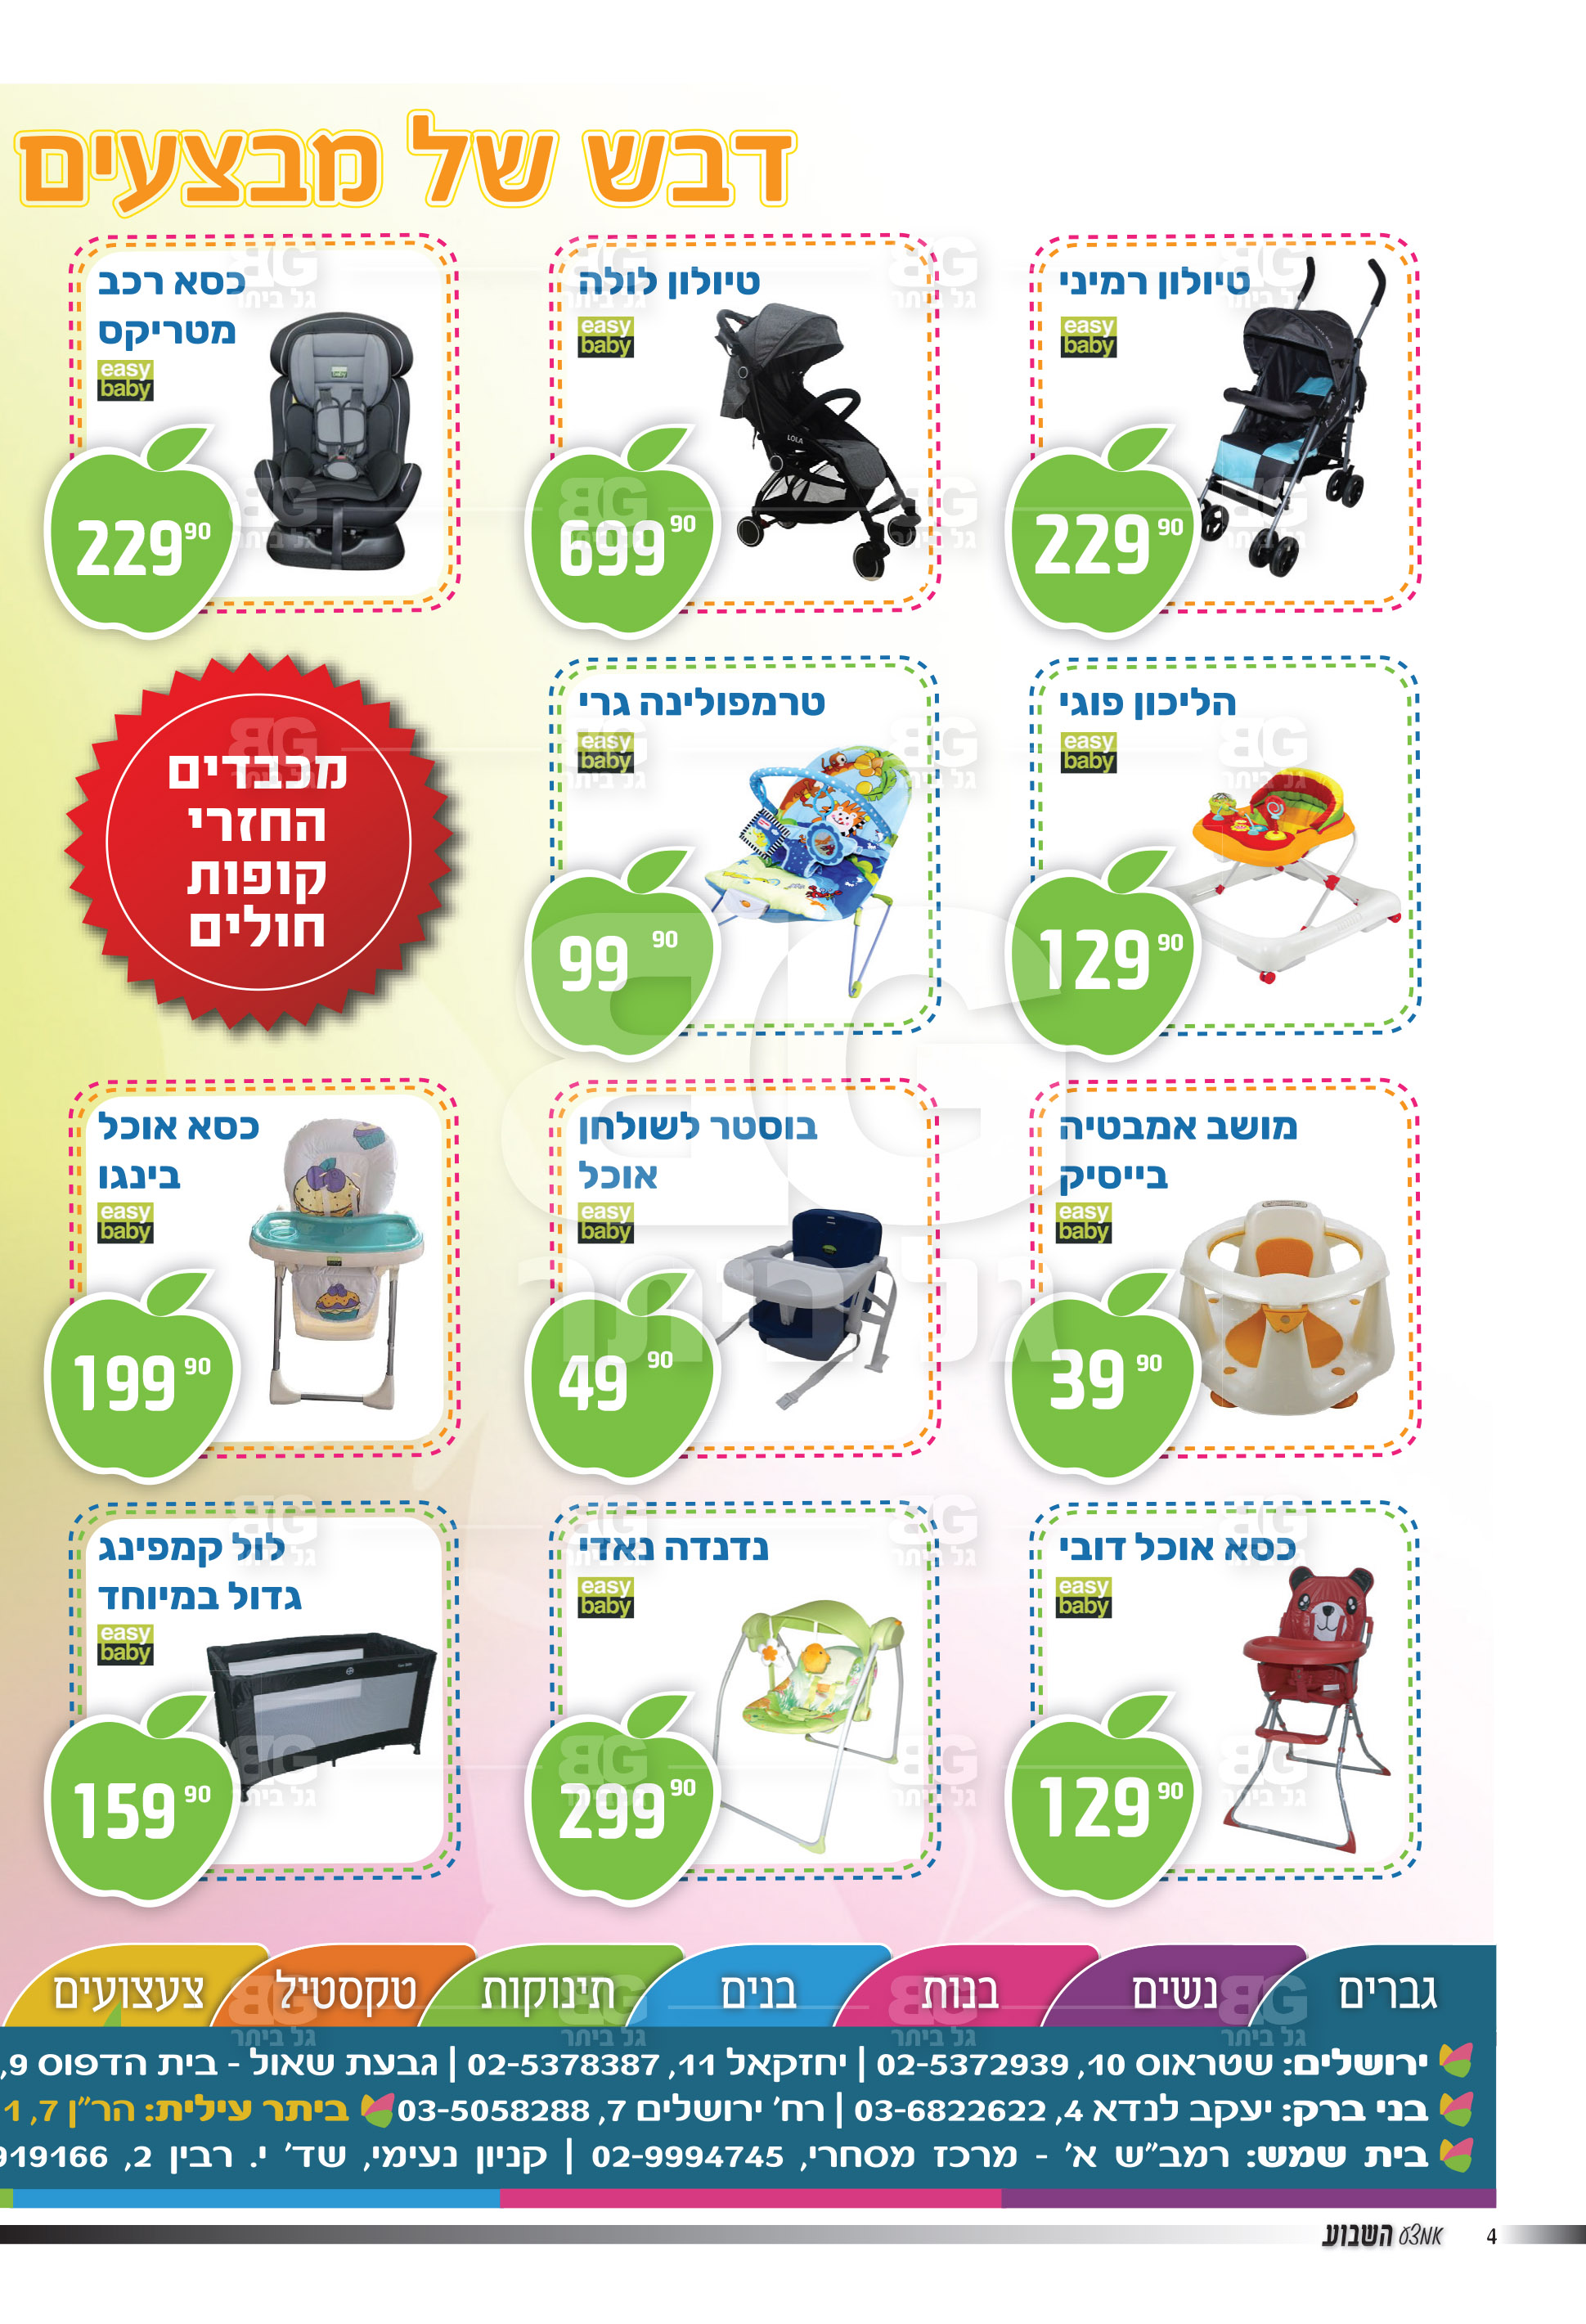 דבש של מבצעים
טיולון רמיני
easy
baby
229 90
טיולון לולה
easy
baby
LOLA
699 90
כסא רכב
מטריקס
easy
baby
229 90
הליכון פוגי
easy
baby
129 90
טרמפולינה גרי
easy
baby
99 90
מכבדים
החזרי
קופות
חולים
מושב אמבטיה
בייסיק
easy
baby
39 90
בוסטר לשולחן
אוכל
easy
baby
49 90
כסא אוכל
בינגו
easy
baby
199 90
כסא אוכל דובי
easy
baby
129 90
נדנדה נאדי
easy
baby
299 90
לול קמפינג
גדול במיוחד
easy
baby
159 90
BG
גל ביתר
גברים
נשים
בנות
בנים
תינוקות
טקסטיל
צעצועים
ירושלים: שטראוס 10, 02-5372939 | יחזקאל 11, 02-5378387 | גבעת שאול - בית הדפוס 9,
בני ברק: יעקב לנדא 4, 03-6822622 | רח' ירושלים 7, 03-5058288 ביתר עילית: הר"ן 7, 1
בית שמש: רמב"ש א' - מרכז מסחרי, 02-9994745 | קניון נעימי, שד' י. רבין 2, 919166
4 אמצע השבוע